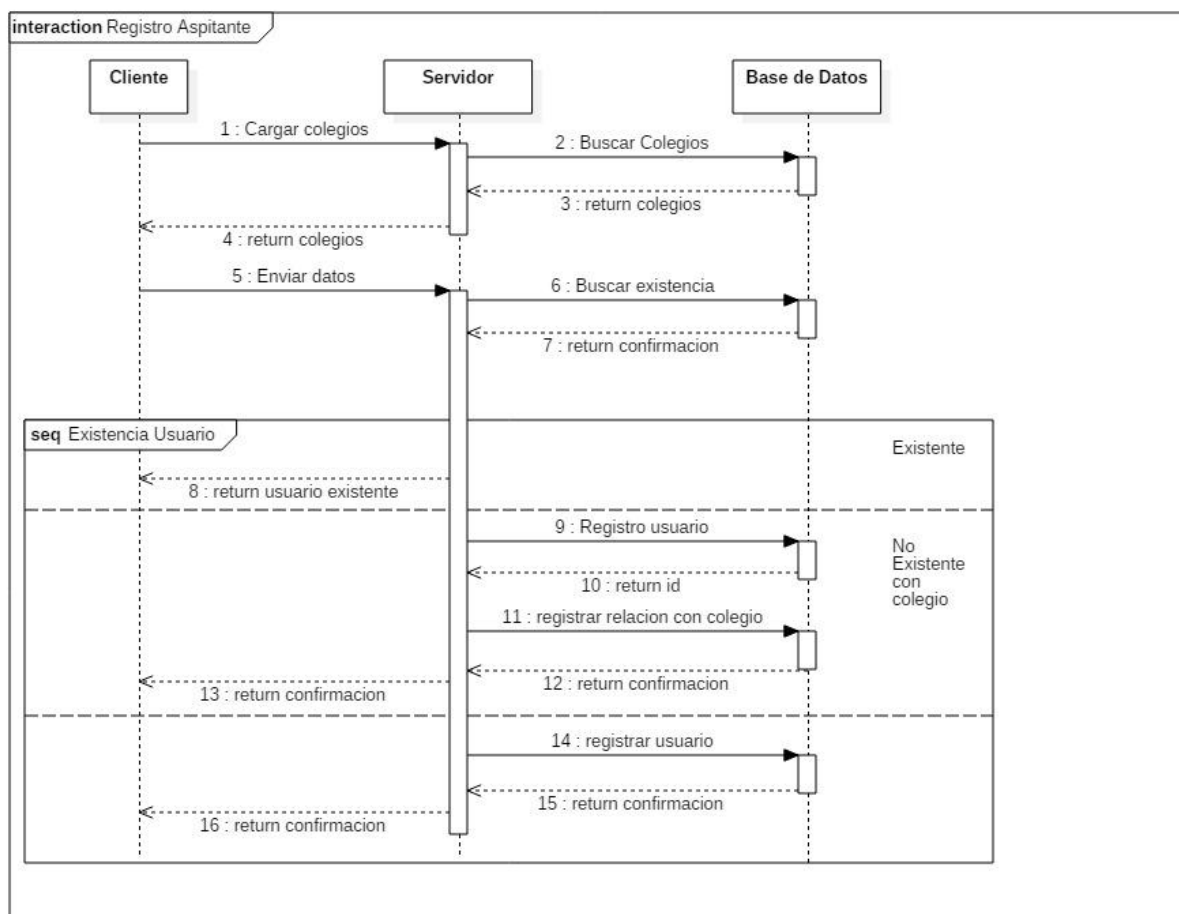 interaction Registro Aspitante
Cliente
Servidor
Base de Datos
1 : Cargar colegios
2 : Buscar Colegios
3 : return colegios
4 : return colegios
5 : Enviar datos
6 : Buscar existencia
7 : return confirmacion
seq Existencia Usuario
Existente
8 : return usuario existente
9 : Registro usuario
No
Existente
con
colegio
10 : return id
11 : registrar relacion con colegio
12 : return confirmacion
13 : return confirmacion
14 : registrar usuario
15 : return confirmacion
16 : return confirmacion